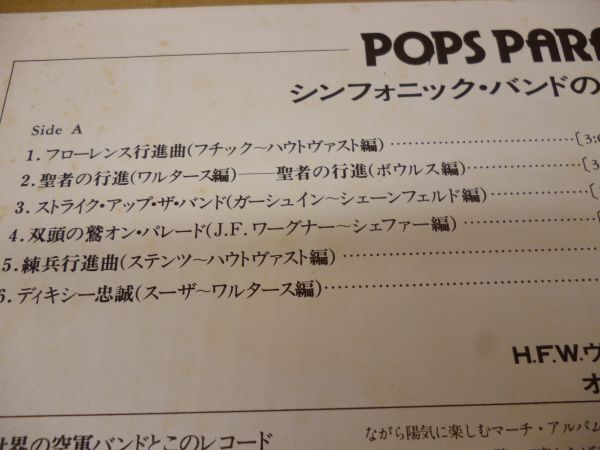 POPS PARA
シンフォニック・バンドの
Side A
1.フローレンス行進曲(フチック〜ハウトヴァスト編)……………………[3:
2.聖者の行進(ワルタース編)——聖者の行進(ボウルス編)……………[3
3.ストライク・アップ・ザ・バンド(ガーシュイン〜シェーンフェルド編)…………[
4.双頭の鷲オン・パレード(J.F.ワーグナー〜シェファー編)……………[
5.練兵行進曲(ステンツ〜ハウトヴァスト編)……………………
6.ディキシー忠誠(スーザ〜ワルタース編)……………………
H.F.W.ヴ
オ
世界の空軍バンドとこのレコード
ながら陽気に楽しむマーチ・アルバム